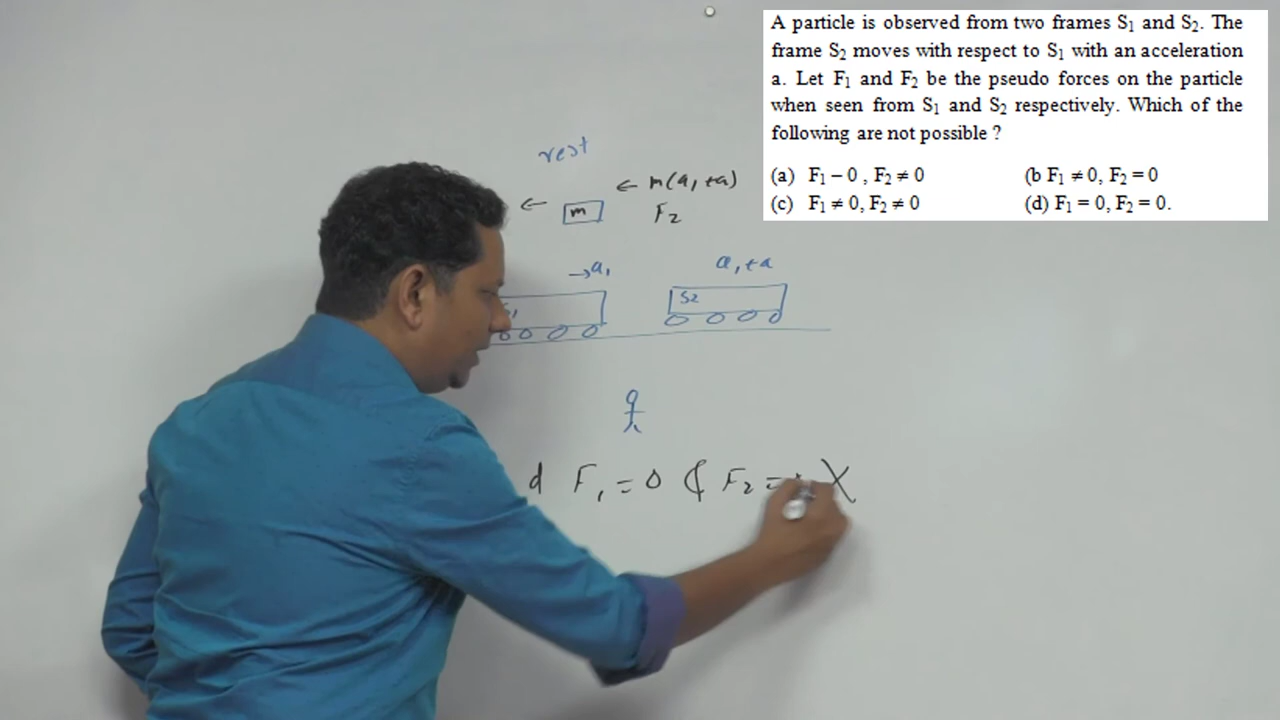 A particle is observed from two frames S₁ and S₂. The
frame S₂ moves with respect to S₁ with an acceleration
a. Let F₁ and F₂ be the pseudo forces on the particle
when seen from S₁ and S₂ respectively. Which of the
following are not possible ?
(a) F₁ – 0 , F₂ ≠ 0 (b F₁ ≠ 0, F₂ = 0
(c) F₁ ≠ 0, F₂ ≠ 0 (d) F₁ = 0, F₂ = 0.
rest
← m(a₁+a)
← m F₂
→a₁ a₁+a
S₂
d F₁ = 0 & F₂ = X